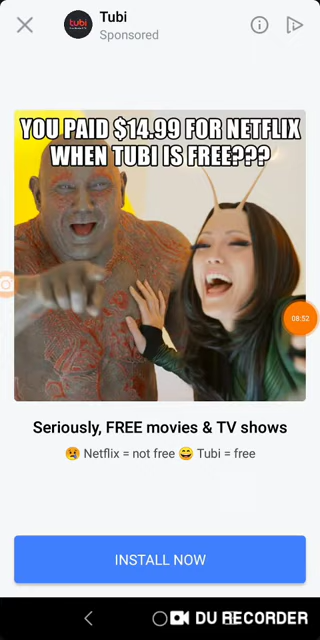 Tubi
Sponsored
tubi
YOU PAID $14.99 FOR NETFLIX
WHEN TUBI IS FREE???
08:52
Seriously, FREE movies & TV shows
😢 Netflix = not free 😄 Tubi = free
INSTALL NOW
DU RECORDER